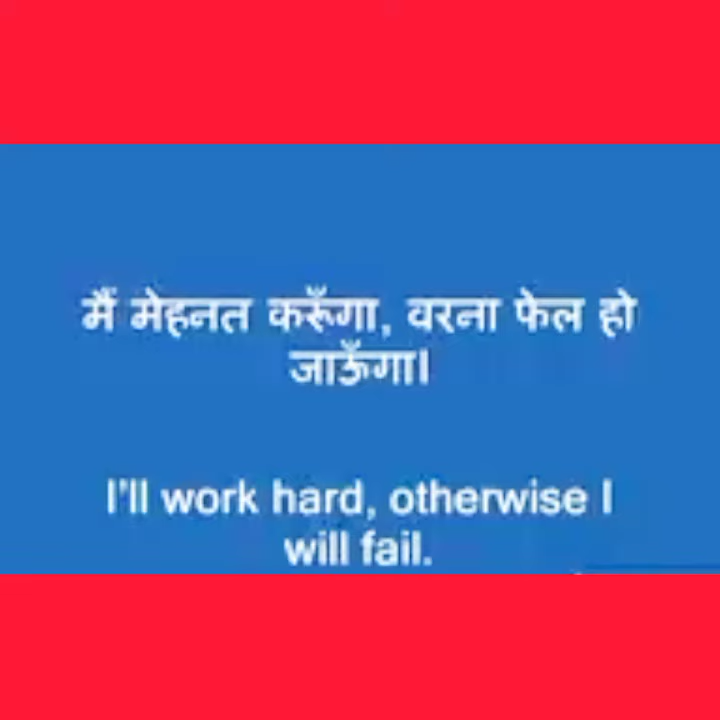 मैं मेहनत करूँगा, वरना फेल हो
जाऊँगा।
I'll work hard, otherwise I
will fail.